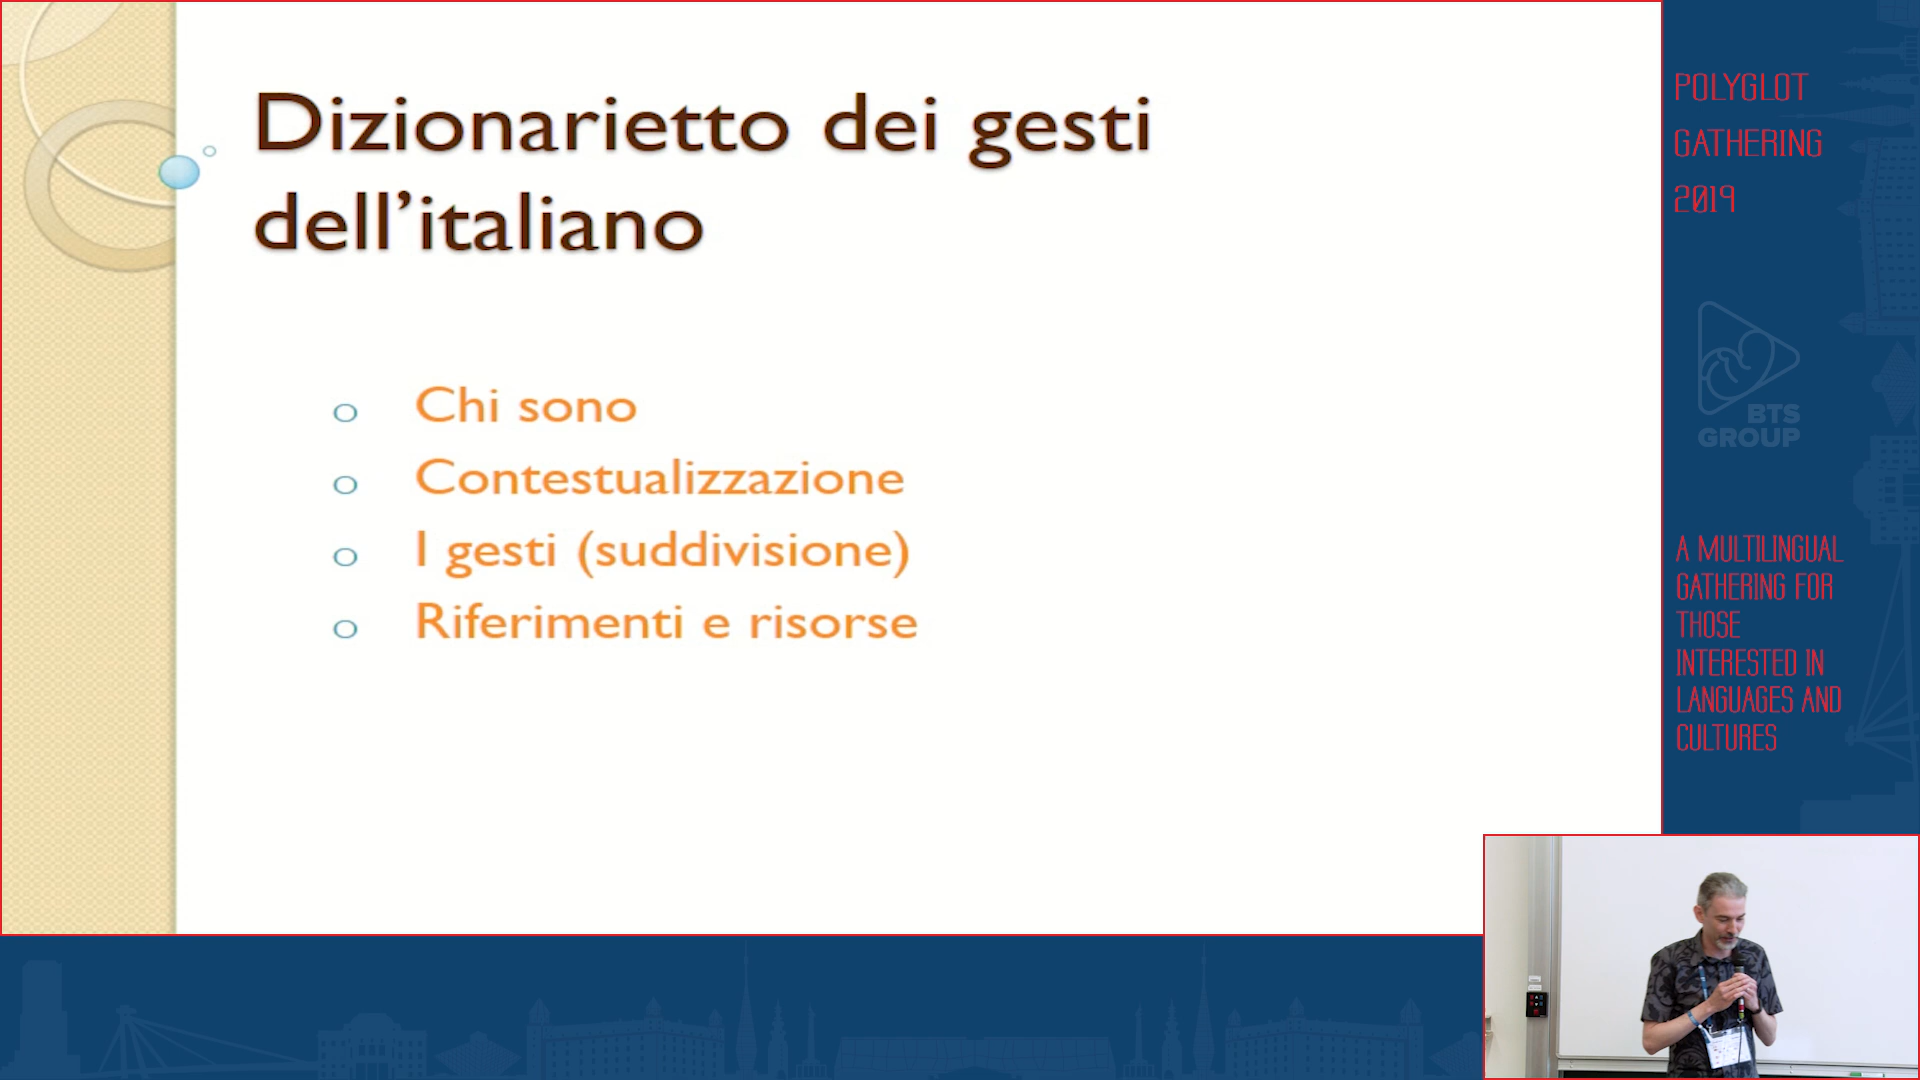 Dizionarietto dei gesti
dell’italiano
Chi sono
Contestualizzazione
I gesti (suddivisione)
Riferimenti e risorse
POLYGLOT
GATHERING
2019
BTS
GROUP
A MULTILINGUAL
GATHERING FOR
THOSE
INTERESTED IN
LANGUAGES AND
CULTURES